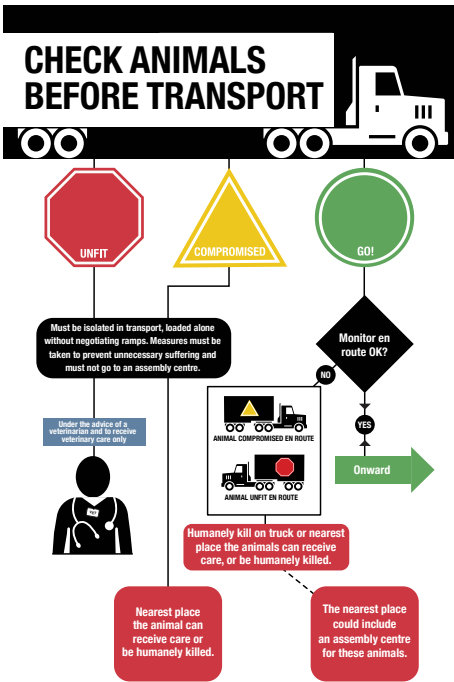 CHECK ANIMALS
BEFORE TRANSPORT
UNFIT
COMPROMISED
GO!
Must be isolated in transport, loaded alone
without negotiating ramps. Measures must be
taken to prevent unnecessary suffering and
must not go to an assembly centre.
Monitor en
route OK?
NO
YES
Onward
Under the advice of a
veterinarian and to receive
veterinary care only
VET
ANIMAL COMPROMISED EN ROUTE
ANIMAL UNFIT EN ROUTE
Humanely kill on truck or nearest
place the animals can receive
care, or be humanely killed.
Nearest place
the animal can
receive care or
be humanely killed.
The nearest place
could include
an assembly centre
for these animals.